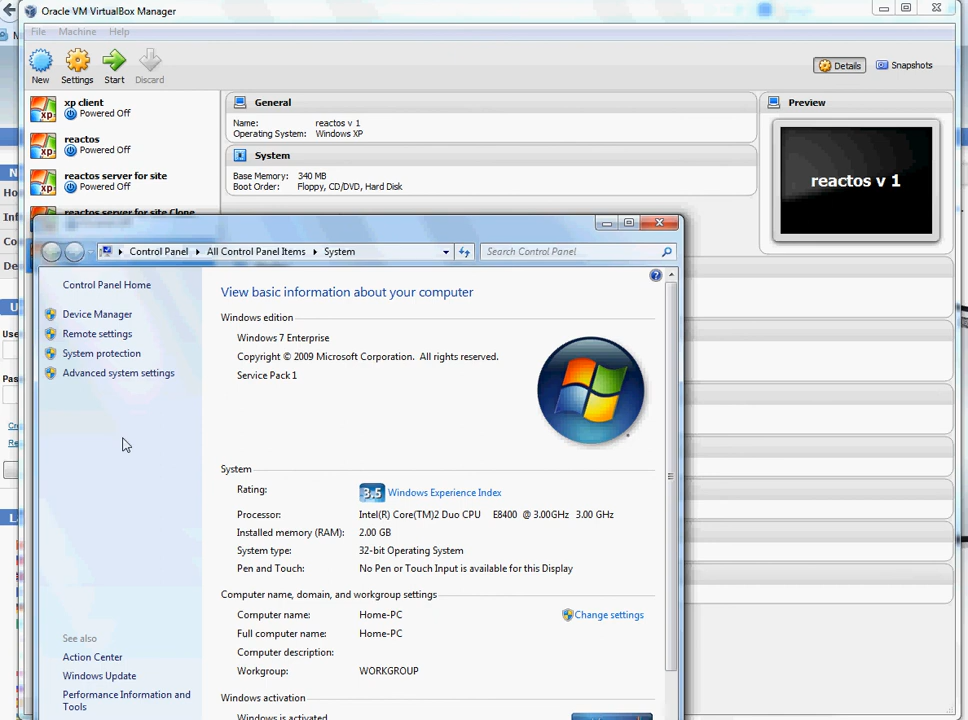 Oracle VM VirtualBox Manager
File Machine Help
New Settings Start Discard
Details Snapshots
xp client
Powered Off
reactos
Powered Off
reactos server for site
Powered Off
reactos server for site Clone
General
Name: reactos v 1
Operating System: Windows XP
System
Base Memory: 340 MB
Boot Order: Floppy, CD/DVD, Hard Disk
Preview
reactos v 1
Control Panel All Control Panel Items System
Search Control Panel
Control Panel Home
Device Manager
Remote settings
System protection
Advanced system settings
See also
Action Center
Windows Update
Performance Information and
Tools
View basic information about your computer
Windows edition
Windows 7 Enterprise
Copyright © 2009 Microsoft Corporation. All rights reserved.
Service Pack 1
System
Rating: 3,5 Windows Experience Index
Processor: Intel(R) Core(TM)2 Duo CPU E8400 @ 3.00GHz 3.00 GHz
Installed memory (RAM): 2.00 GB
System type: 32-bit Operating System
Pen and Touch: No Pen or Touch Input is available for this Display
Computer name, domain, and workgroup settings
Computer name: Home-PC
Change settings
Full computer name: Home-PC
Computer description:
Workgroup: WORKGROUP
Windows activation
Windows is activated